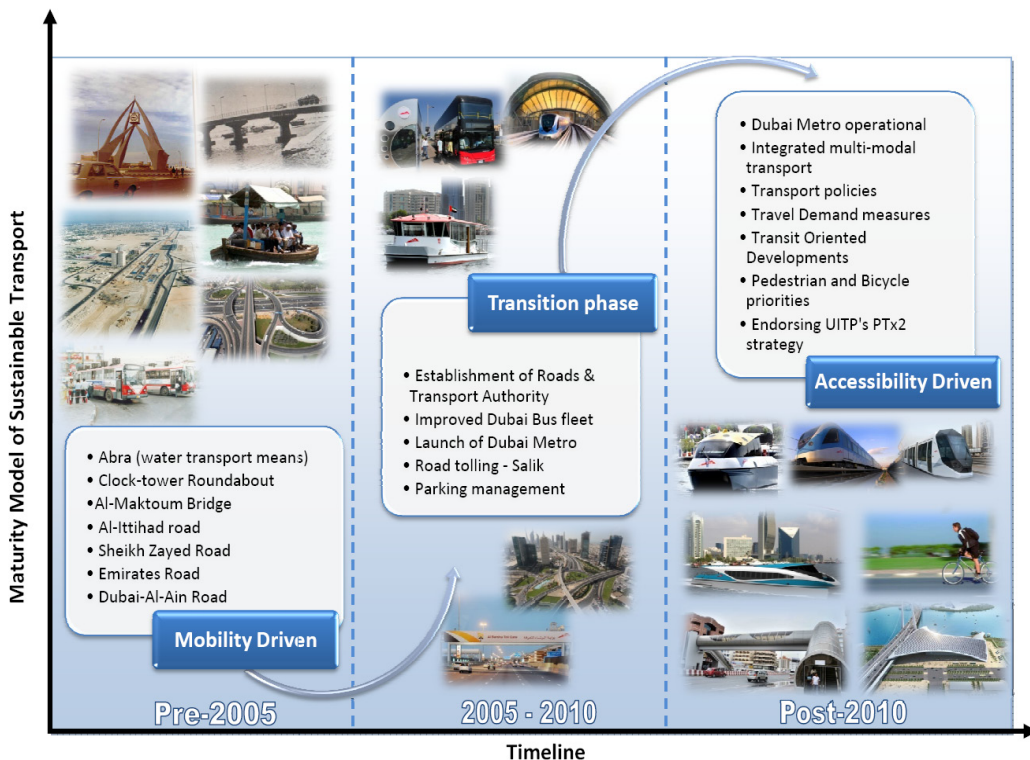 Maturity Model of Sustainable Transport
• Abra (water transport means)
• Clock-tower Roundabout
•Al-Maktoum Bridge
• Al-Ittihad road
• Sheikh Zayed Road
• Emirates Road
• Dubai-Al-Ain Road
Mobility Driven
Pre-2005
Transition phase
• Establishment of Roads &
Transport Authority
• Improved Dubai Bus fleet
• Launch of Dubai Metro
• Road tolling - Salik
• Parking management
2005 - 2010
• Dubai Metro operational
• Integrated multi-modal
transport
• Transport policies
• Travel Demand measures
• Transit Oriented
Developments
• Pedestrian and Bicycle
priorities
• Endorsing UITP's PTx2
strategy
Accessibility Driven
Post-2010
Timeline